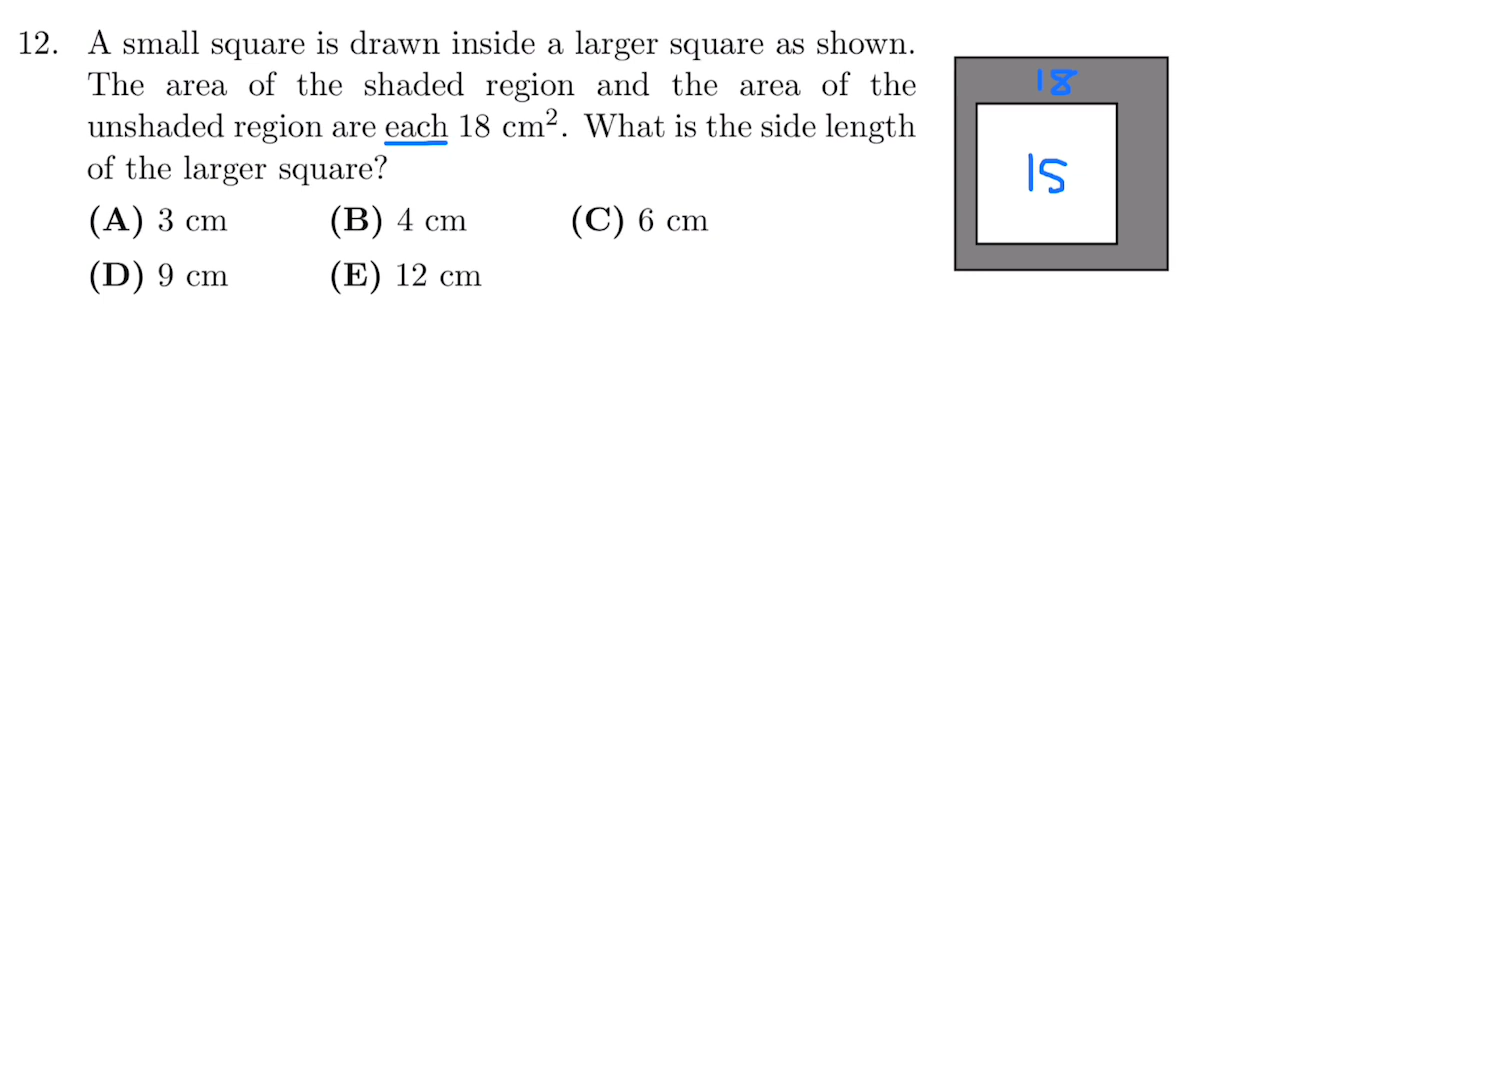 12. A small square is drawn inside a larger square as shown.
The area of the shaded region and the area of the
unshaded region are each 18 cm². What is the side length
of the larger square?
(A) 3 cm (B) 4 cm (C) 6 cm
(D) 9 cm (E) 12 cm
18
15